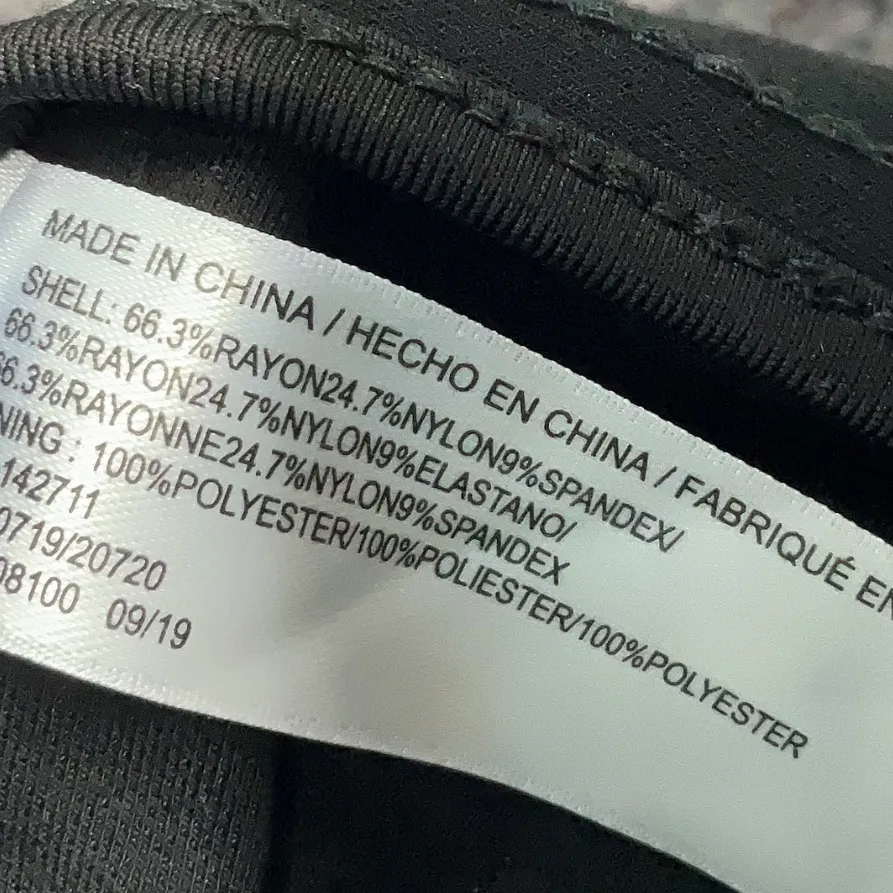 MADE IN CHINA / HECHO EN CHINA / FABRIQUÉ EN
SHELL: 66.3%RAYON24.7%NYLON9%SPANDEX/
66.3%RAYON24.7%NYLON9%ELASTANO/
66.3%RAYONNE24.7%NYLON9%SPANDEX
NING : 100%POLYESTER/100%POLIESTER/100%POLYESTER
142711
0719/20720
08100 09/19